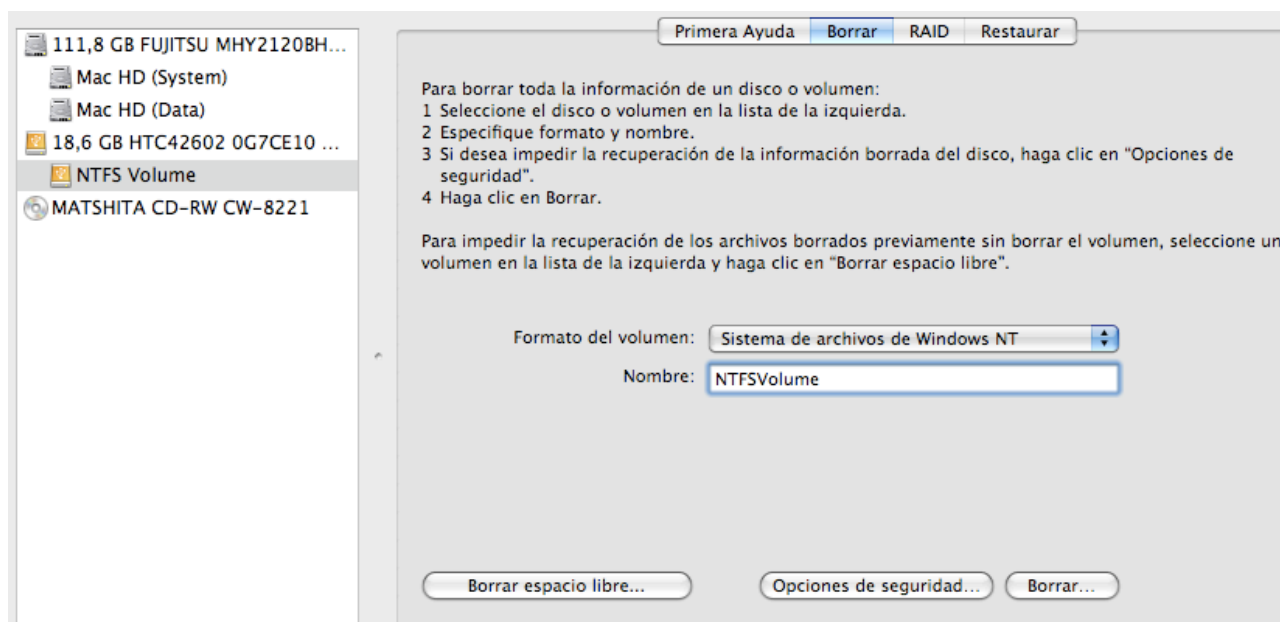 111,8 GB FUJITSU MHY2120BH...
Mac HD (System)
Mac HD (Data)
18,6 GB HTC42602 0G7CE10 ...
NTFS Volume
MATSHITA CD-RW CW-8221
Primera Ayuda Borrar RAID Restaurar
Para borrar toda la información de un disco o volumen:
1 Seleccione el disco o volumen en la lista de la izquierda.
2 Especifique formato y nombre.
3 Si desea impedir la recuperación de la información borrada del disco, haga clic en “Opciones de
seguridad”.
4 Haga clic en Borrar.
Para impedir la recuperación de los archivos borrados previamente sin borrar el volumen, seleccione un
volumen en la lista de la izquierda y haga clic en “Borrar espacio libre”.
Formato del volumen: Sistema de archivos de Windows NT
Nombre: NTFSVolume
Borrar espacio libre... Opciones de seguridad... Borrar...